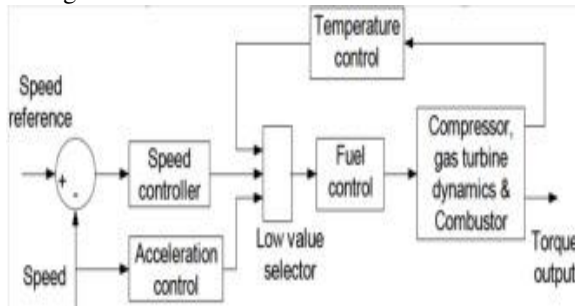 Temperature
control
Speed
reference
+
-
Speed
controller
Fuel
control
Compressor,
gas turbine
dynamics &
Combustor
Low value
selector
Acceleration
control
Speed
Torque
output